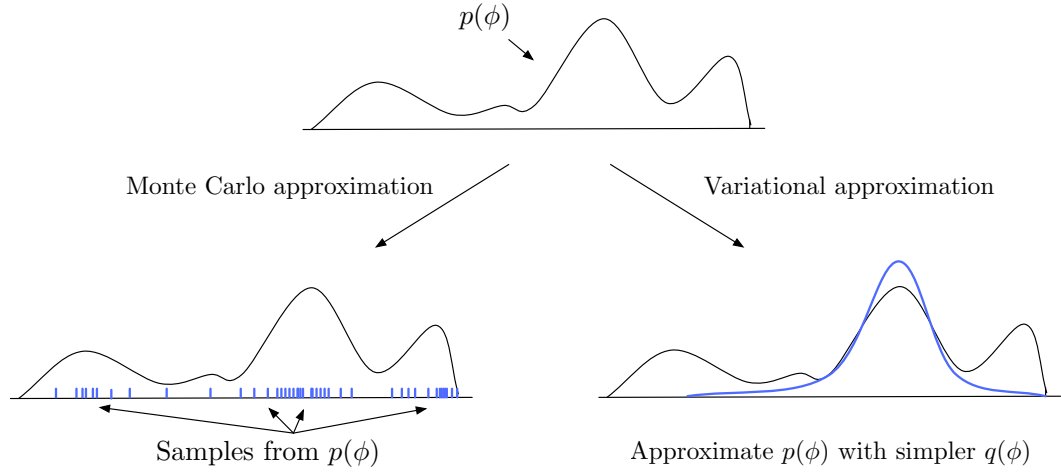 p(ϕ)
Monte Carlo approximation
Variational approximation
Samples from p(ϕ)
Approximate p(ϕ) with simpler q(ϕ)